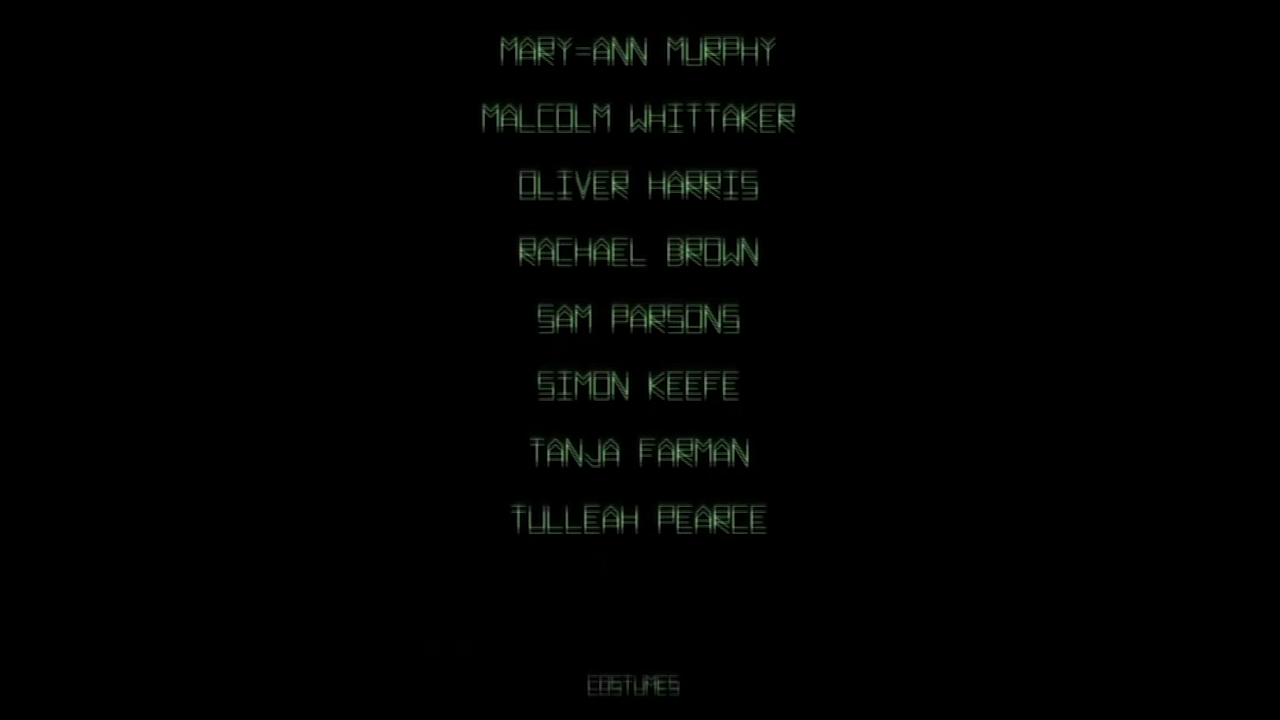 MARY-ANN MURPHY
MALCOLM WHITTAKER
OLIVER HARRIS
RACHAEL BROWN
SAM PARSONS
SIMON KEEFE
TANJA FARMAN
TULLEAH PEARCE
COSTUMES